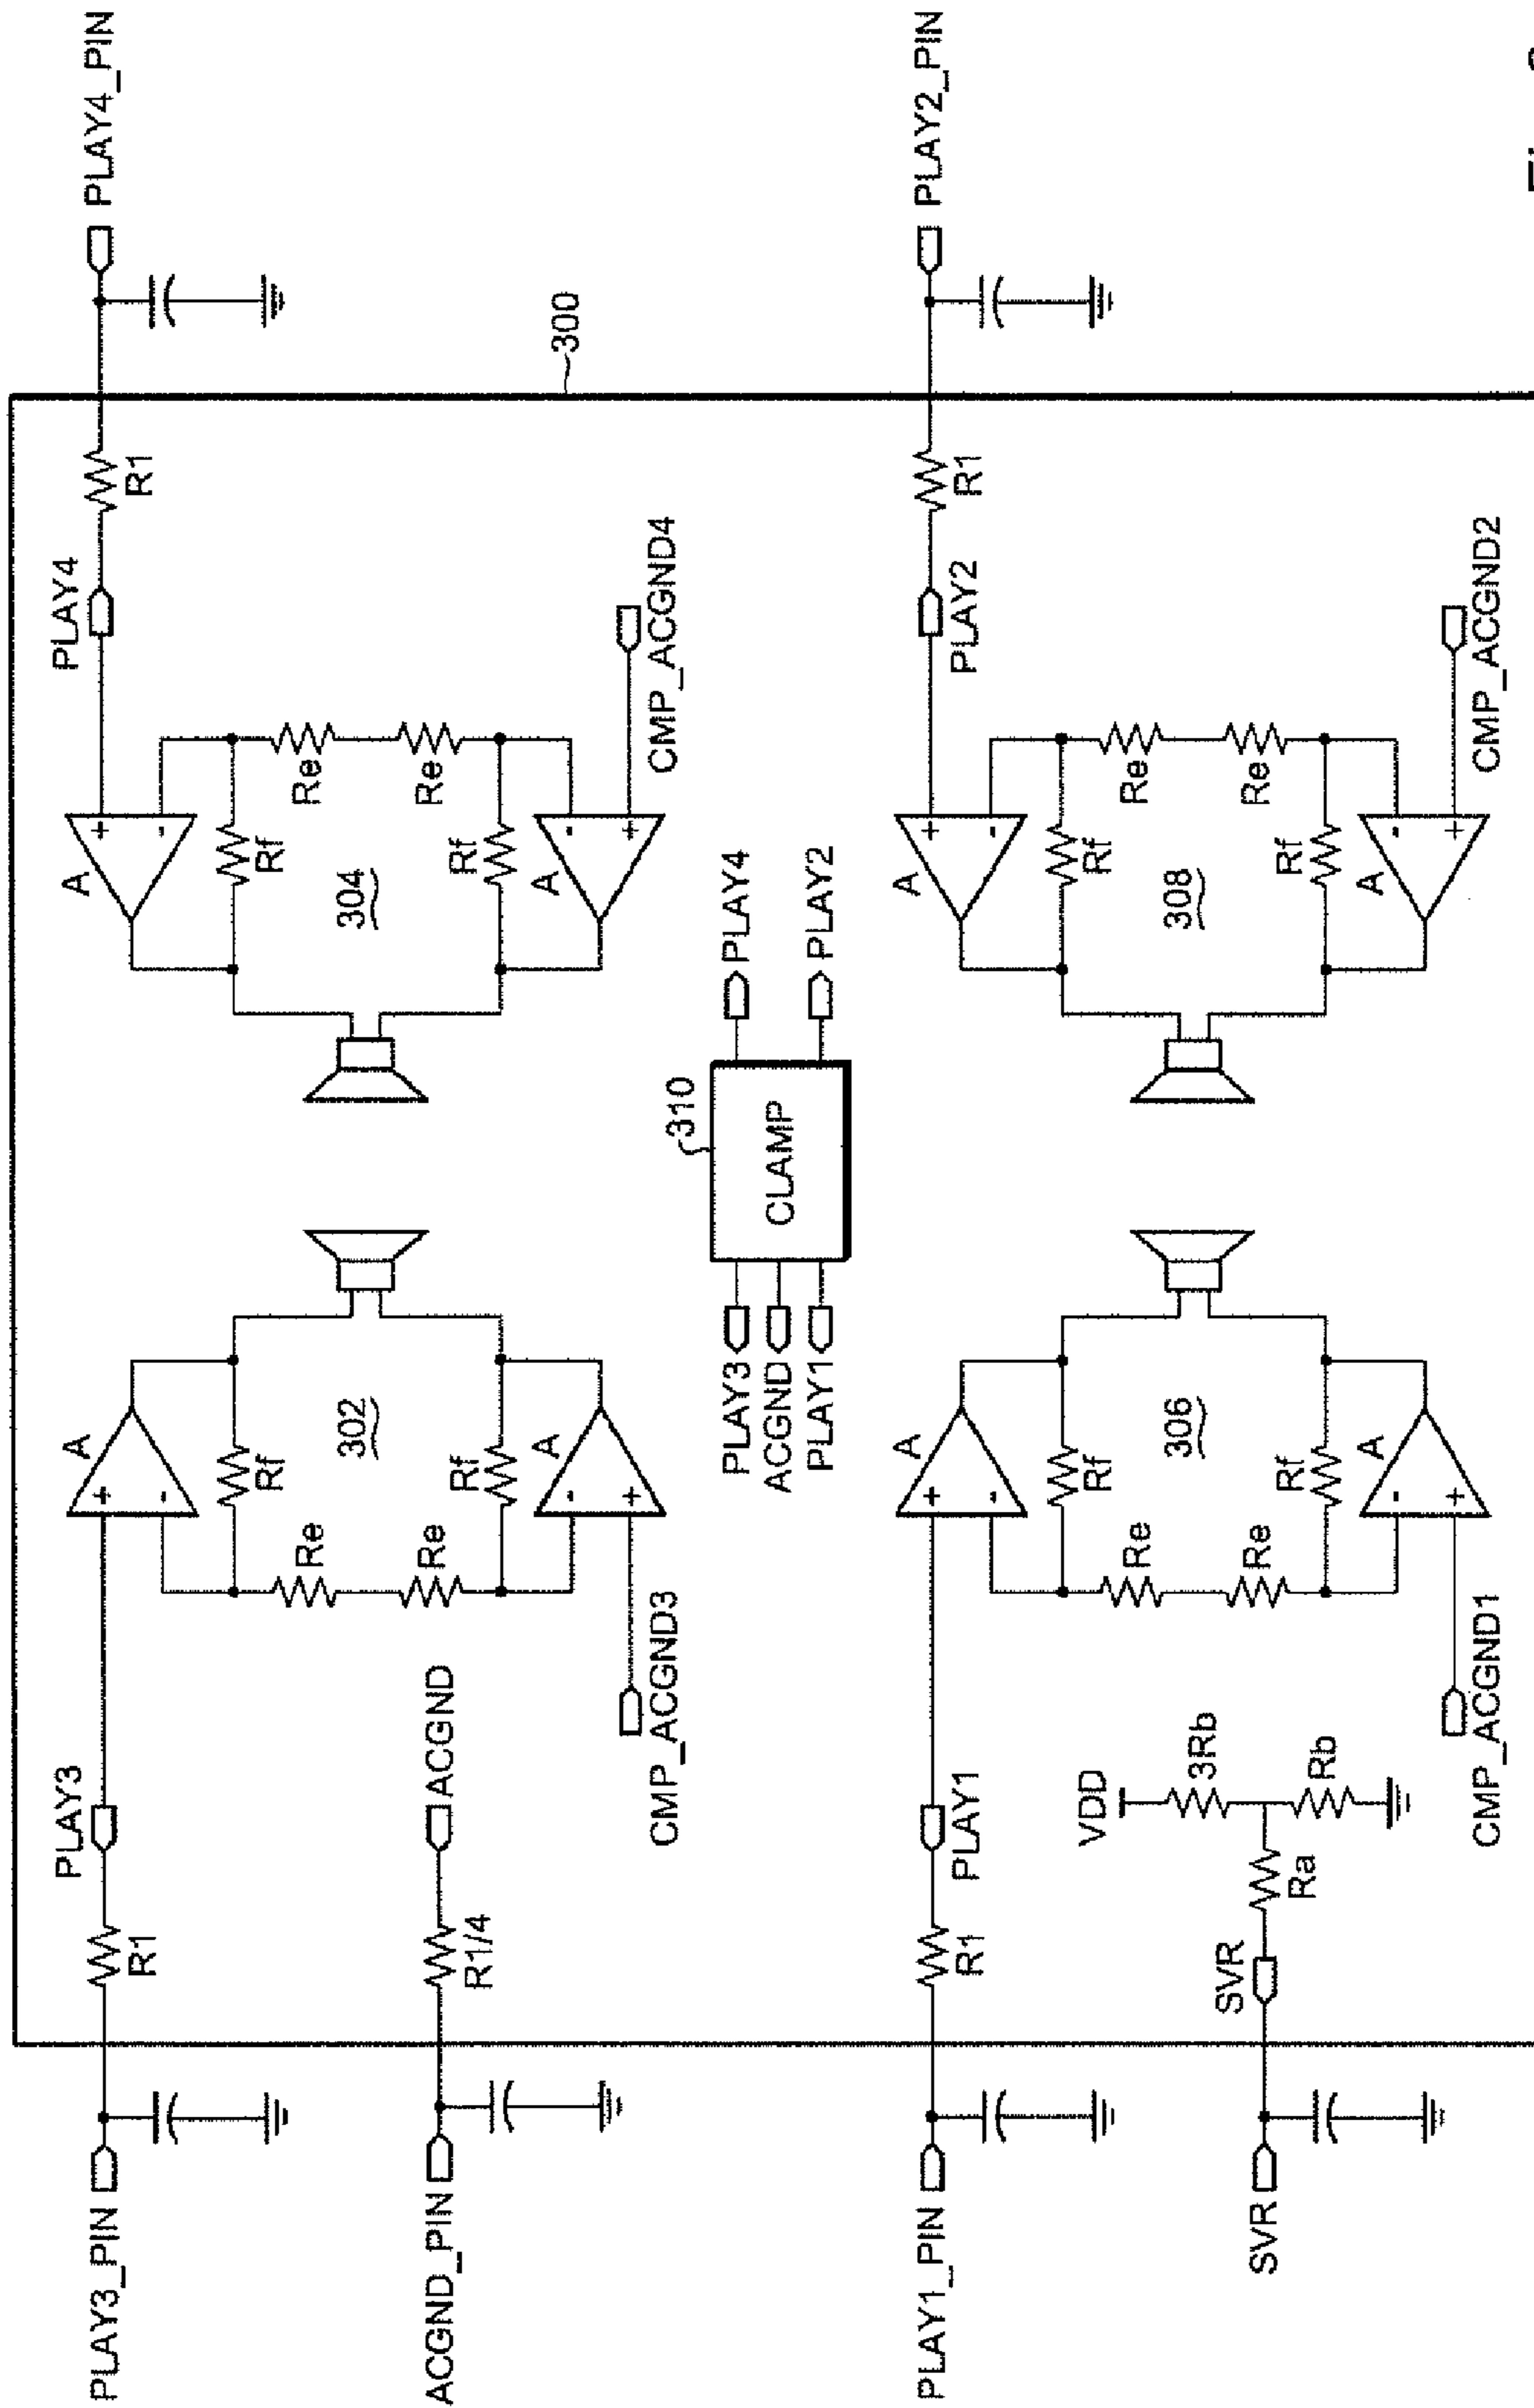 PLAY3_PIN
R1
PLAY3
A
+
-
Rf
Re
302
Re
Rf
A
-
+
CMP_ACGND3
ACGND_PIN
R1/4
ACGND
PLAY4
R1
PLAY4_PIN
A
+
-
Rf
Re
304
Re
Rf
A
-
+
CMP_ACGND4
300
310
CLAMP
PLAY3
ACGND
PLAY1
PLAY4
PLAY2
PLAY1_PIN
R1
PLAY1
A
+
-
Rf
Re
306
Re
Rf
A
-
+
CMP_ACGND1
SVR
SVR
Ra
VDD
3Rb
Rb
PLAY2
R1
PLAY2_PIN
A
+
-
Rf
Re
308
Re
Rf
A
-
+
CMP_ACGND2